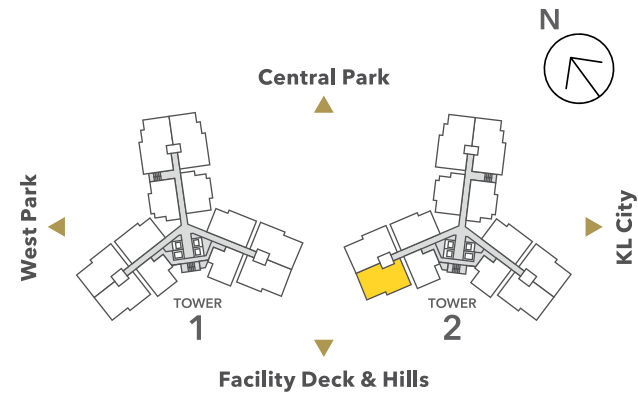 N
Central Park
West Park
KL City
TOWER
1
TOWER
2
Facility Deck & Hills